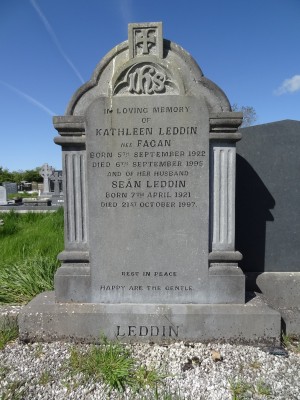 IHS
IN LOVING MEMORY
OF
KATHLEEN LEDDIN
NÉE FAGAN
BORN 5TH SEPTEMBER 1922
DIED 6TH SEPTEMBER 1995
AND OF HER HUSBAND
SEÁN LEDDIN
BORN 7TH APRIL 1921
DIED 21ST OCTOBER 1997.
REST IN PEACE
HAPPY ARE THE GENTLE.
LEDDIN